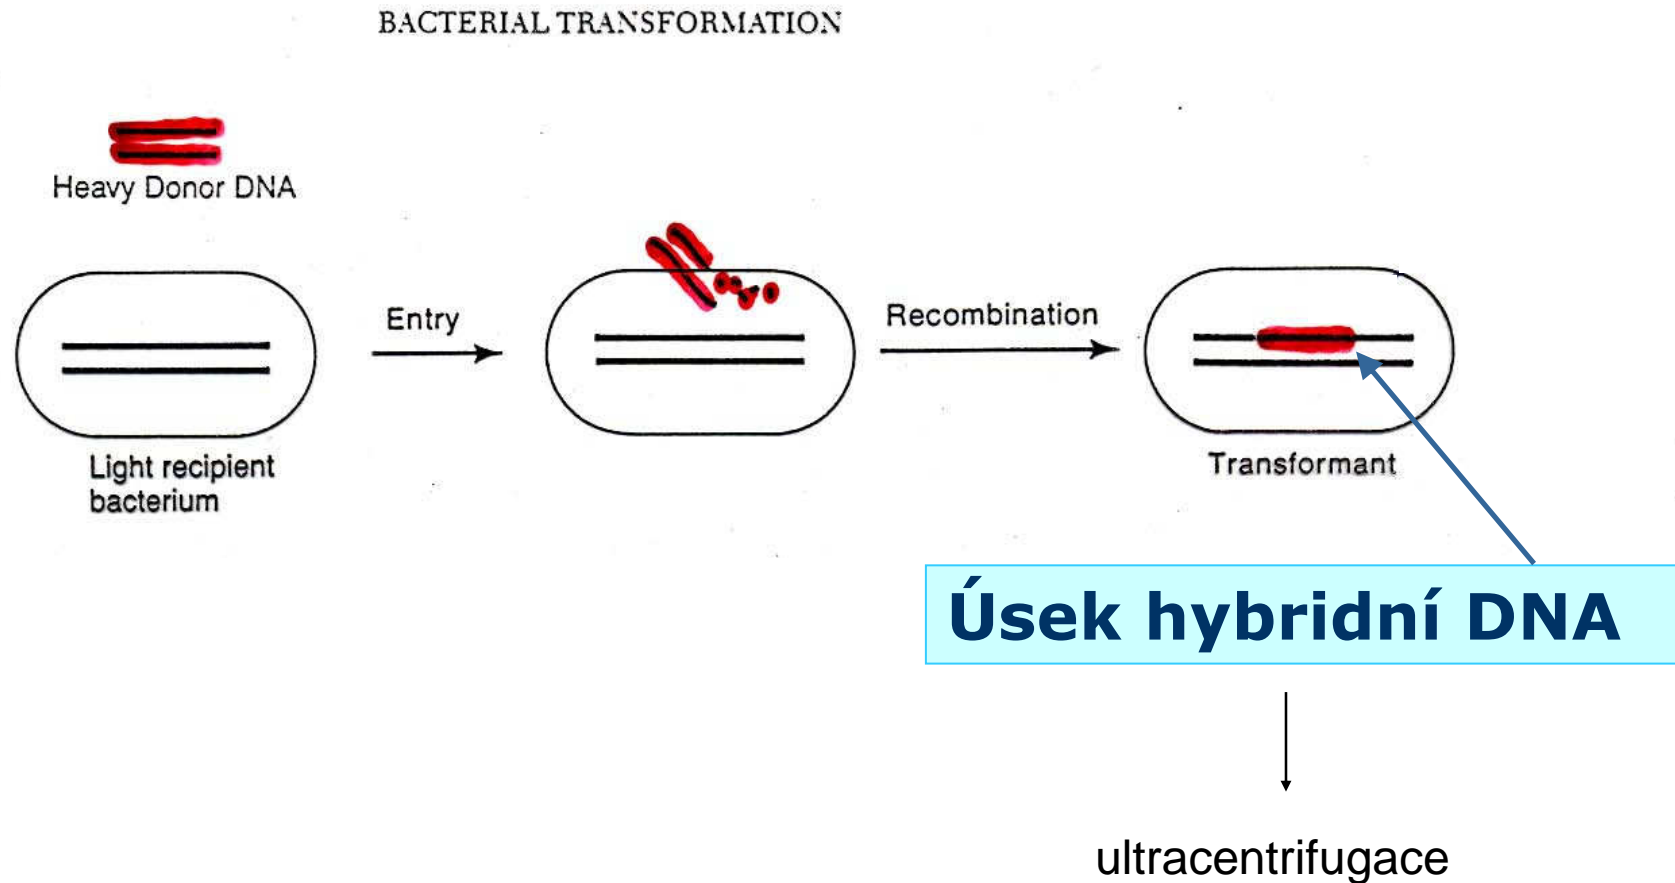 BACTERIAL TRANSFORMATION
Heavy Donor DNA
Entry
Recombination
Light recipient
bacterium
Transformant
Úsek hybridní DNA
ultracentrifugace